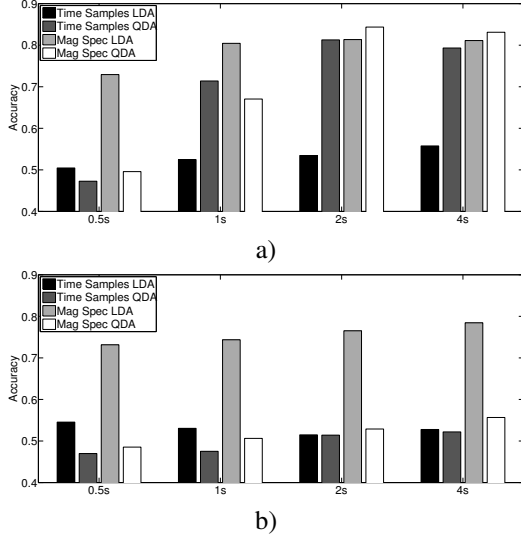 0.9
Time Samples LDA
Time Samples QDA
Mag Spec LDA
Mag Spec QDA
0.8
0.7
Accuracy
0.6
0.5
0.4
0.5s 1s 2s 4s
a)
0.9
Time Samples LDA
Time Samples QDA
Mag Spec LDA
Mag Spec QDA
0.8
0.7
Accuracy
0.6
0.5
0.4
0.5s 1s 2s 4s
b)